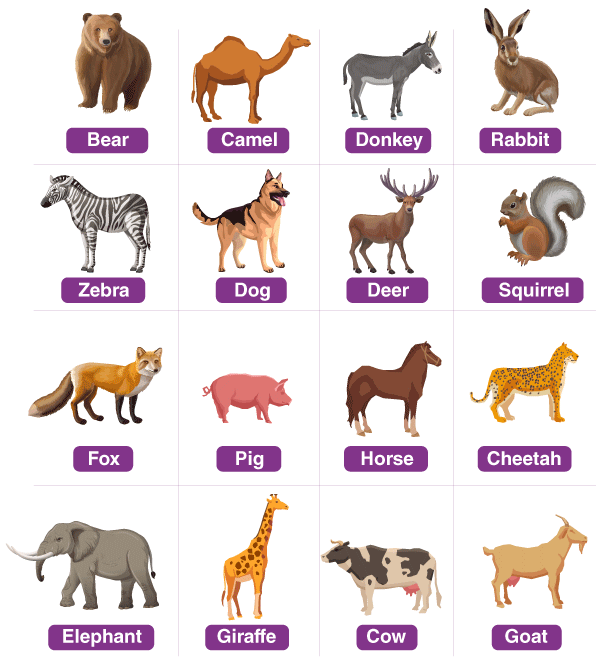 Bear
Camel
Donkey
Rabbit
Zebra
Dog
Deer
Squirrel
Fox
Pig
Horse
Cheetah
Elephant
Giraffe
Cow
Goat